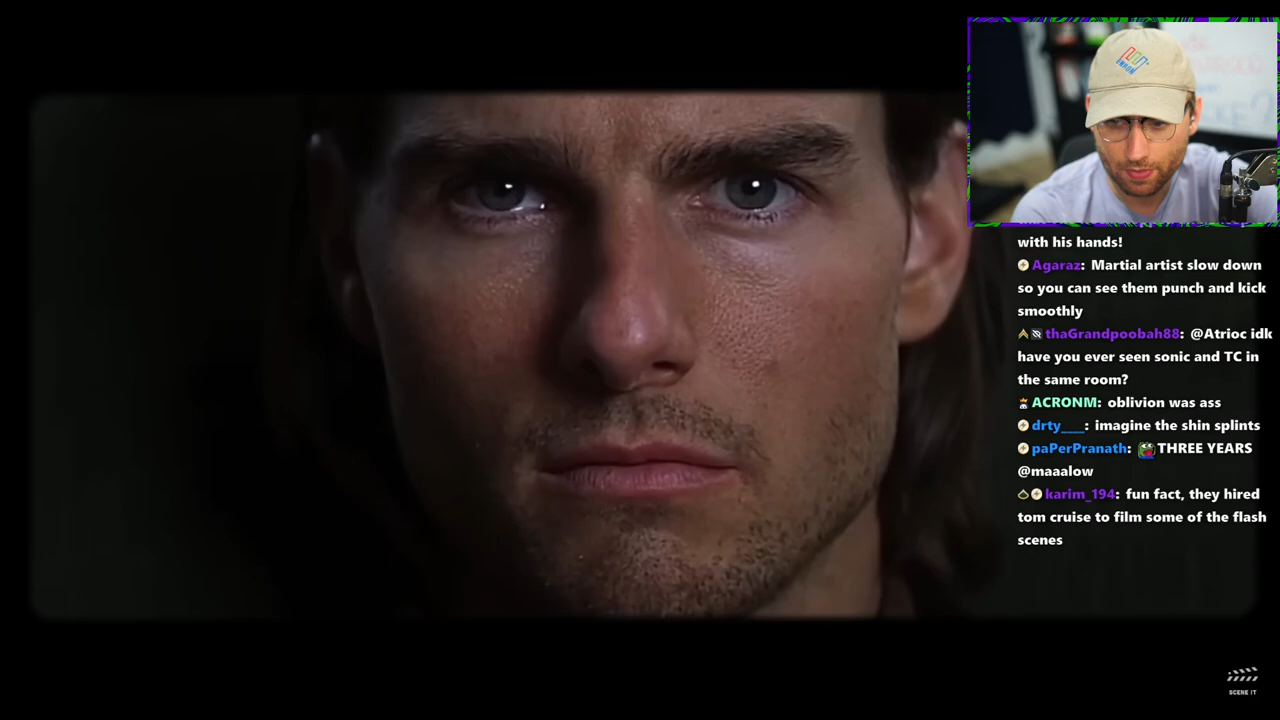 with his hands!
Agaraz: Martial artist slow down
so you can see them punch and kick
smoothly
thaGrandpoobah88: @Atrioc idk
have you ever seen sonic and TC in
the same room?
ACRONM: oblivion was ass
drty___: imagine the shin splints
paPerPranath: THREE YEARS
@maaalow
karim_194: fun fact, they hired
tom cruise to film some of the flash
scenes
SCENE IT